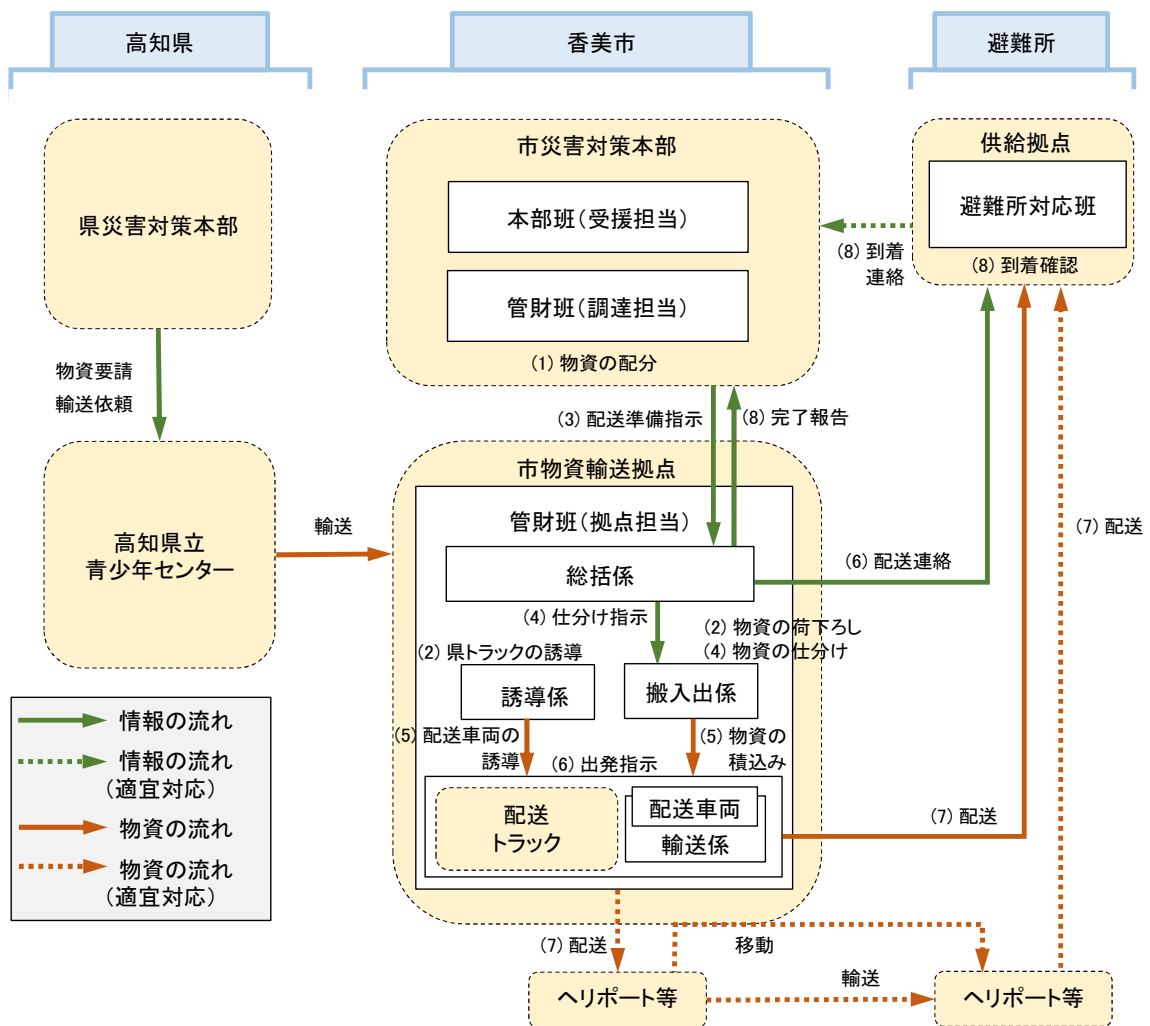 高知県
香美市
避難所
県災害対策本部
物資要請
輸送依頼
高知県立
青少年センター
輸送
市災害対策本部
本部班（受援担当）
管財班（調達担当）
(1) 物資の配分
(3) 配送準備指示
(8) 完了報告
供給拠点
避難所対応班
(8) 到着確認
(8) 到着
連絡
市物資輸送拠点
管財班（拠点担当）
総括係
(4) 仕分け指示
(2) 物資の荷下ろし
(4) 物資の仕分け
(2) 県トラックの誘導
誘導係
搬入出係
(5) 配送車両の
誘導
(5) 物資の
積込み
(6) 出発指示
配送
トラック
配送車両
輸送係
(6) 配送連絡
(7) 配送
(7) 配送
(7) 配送
移動
輸送
ヘリポート等
ヘリポート等
情報の流れ
情報の流れ
（適宜対応）
物資の流れ
物資の流れ
（適宜対応）